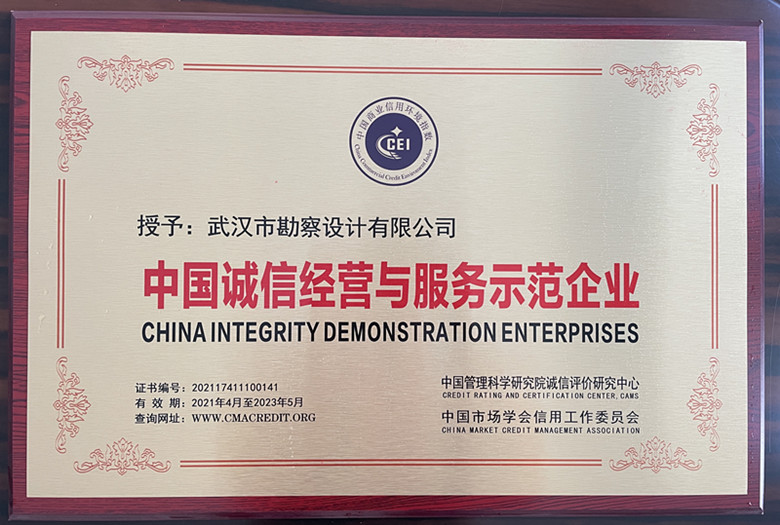 中国商业信用环境指数
CEI
China Commercial Credit Environment Index
授予：武汉市勘察设计有限公司
中国诚信经营与服务示范企业
CHINA INTEGRITY DEMONSTRATION ENTERPRISES
证书编号：202117411100141
有 效 期：2021年4月至2023年5月
查询网址：WWW.CMACREDIT.ORG
中国管理科学研究院诚信评价研究中心
CREDIT RATING AND CERTIFICATION CENTER, CAMS
中国市场学会信用工作委员会
CHINA MARKET CREDIT MANAGEMENT ASSOCIATION